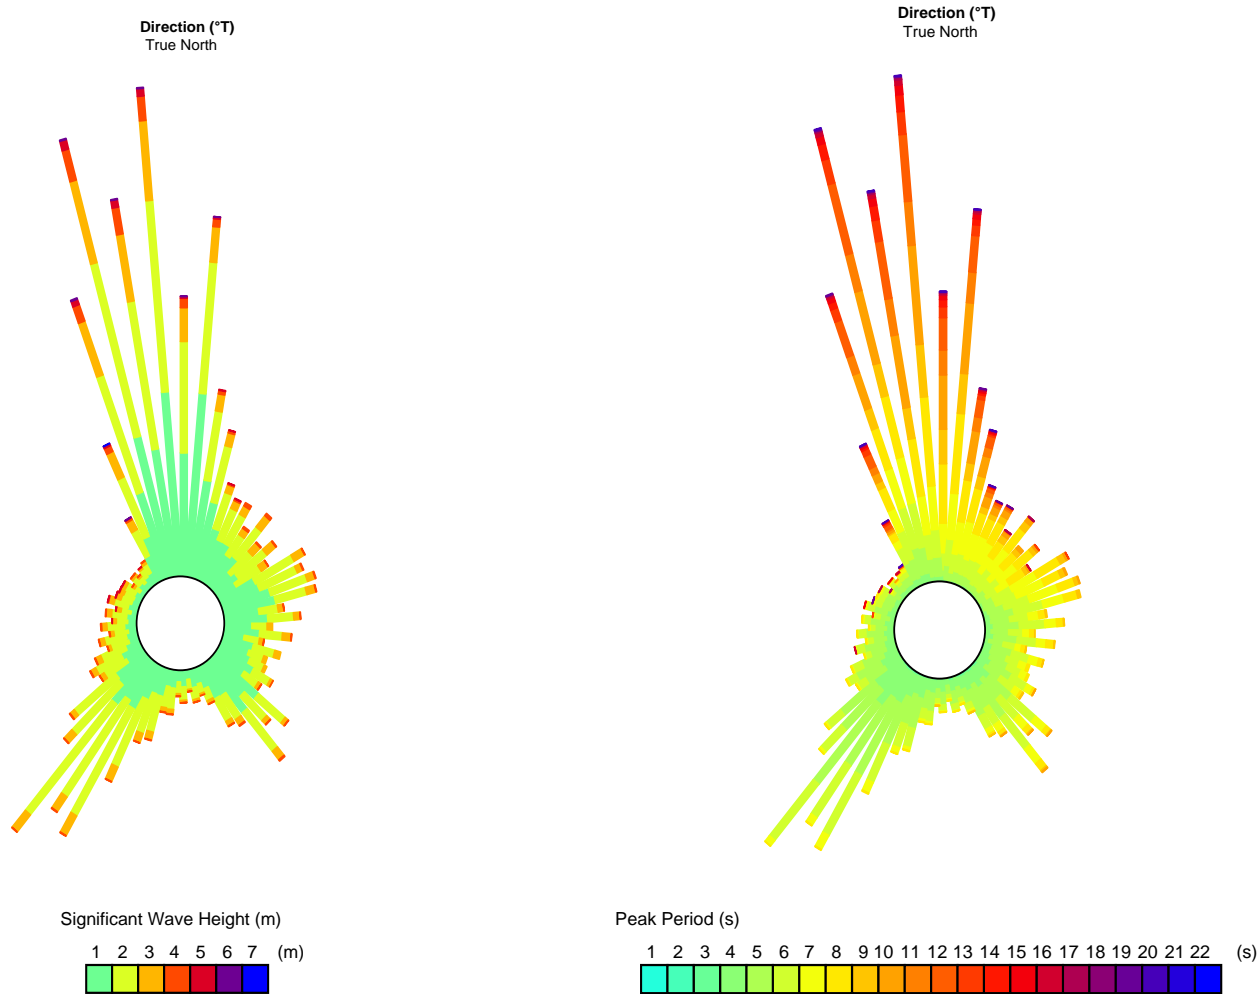 Direction (°T)
True North
Direction (°T)
True North
Significant Wave Height (m)
1 2 3 4 5 6 7 (m)
Peak Period (s)
1 2 3 4 5 6 7 8 9 10 11 12 13 14 15 16 17 18 19 20 21 22 (s)